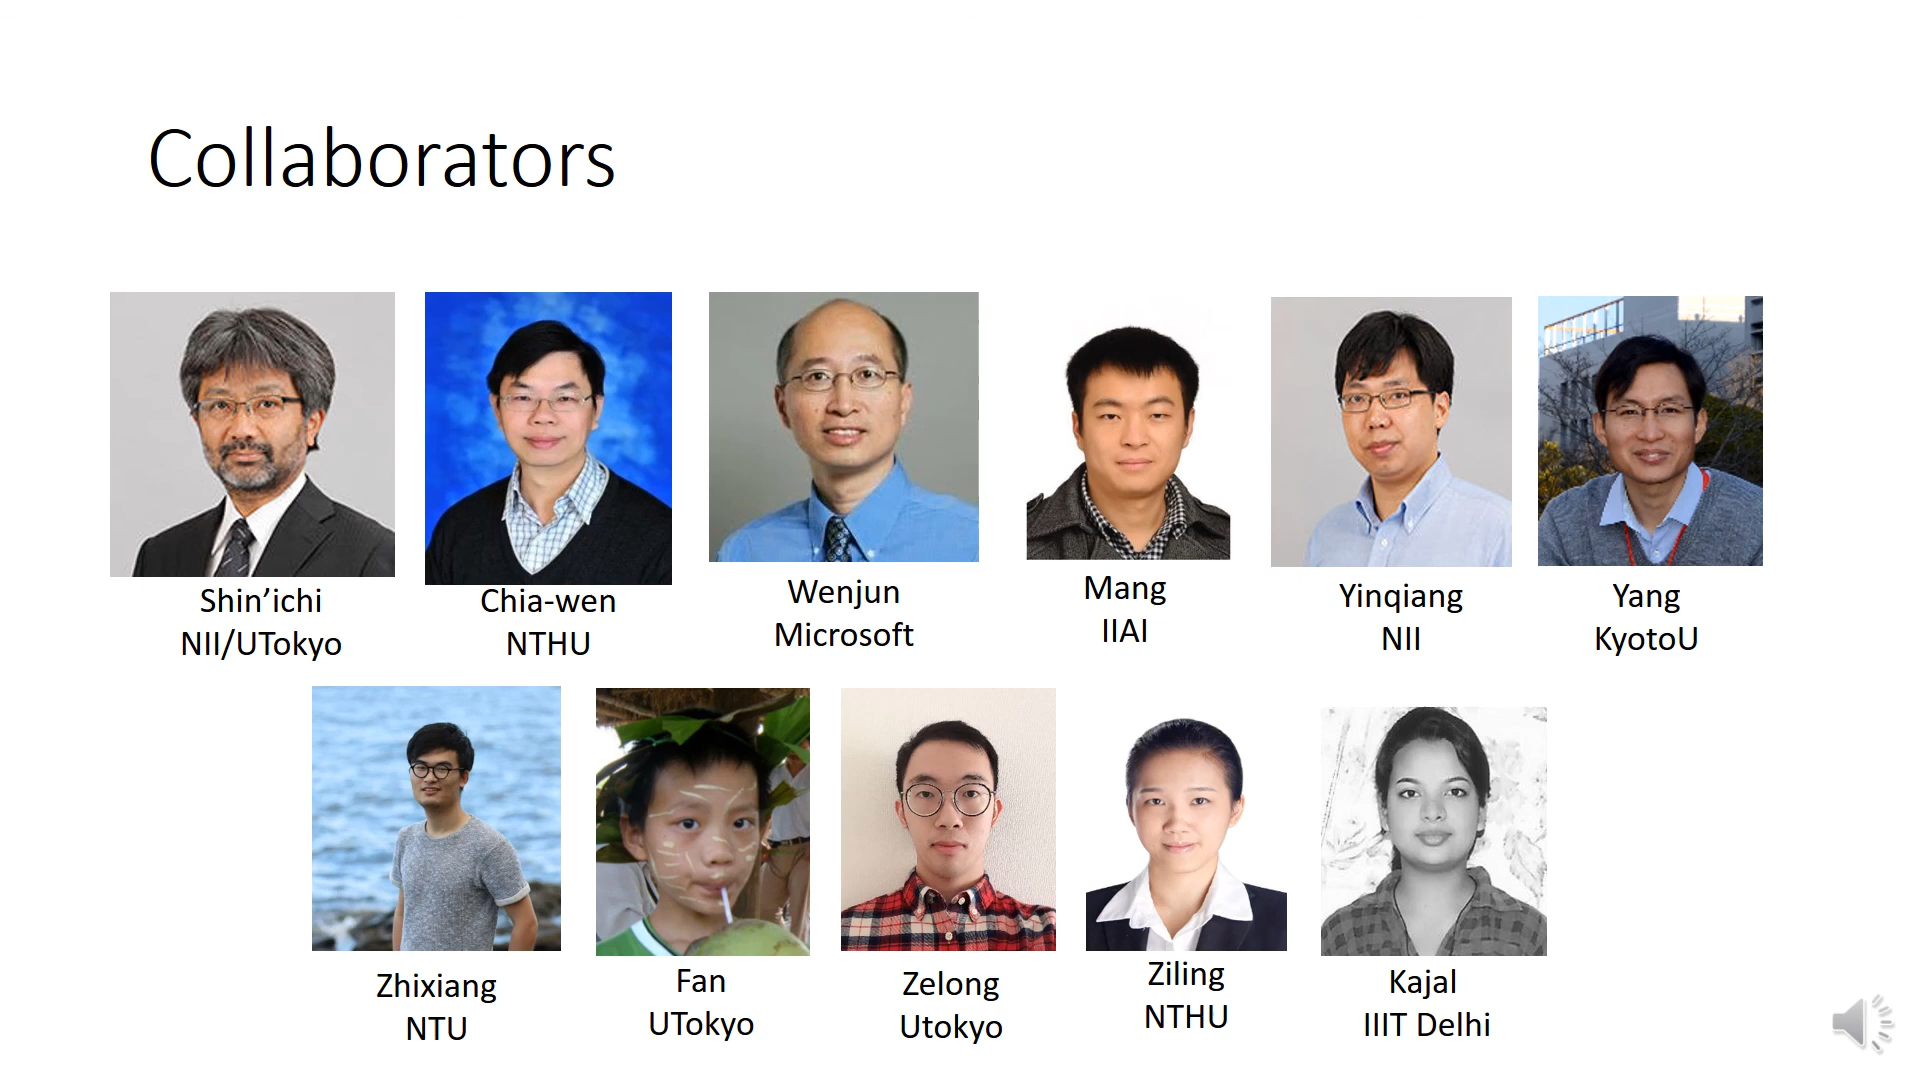 Collaborators
Shin’ichi
NII/UTokyo
Chia-wen
NTHU
Wenjun
Microsoft
Mang
IIAI
Yinqiang
NII
Yang
KyotoU
Zhixiang
NTU
Fan
UTokyo
Zelong
Utokyo
Ziling
NTHU
Kajal
IIIT Delhi